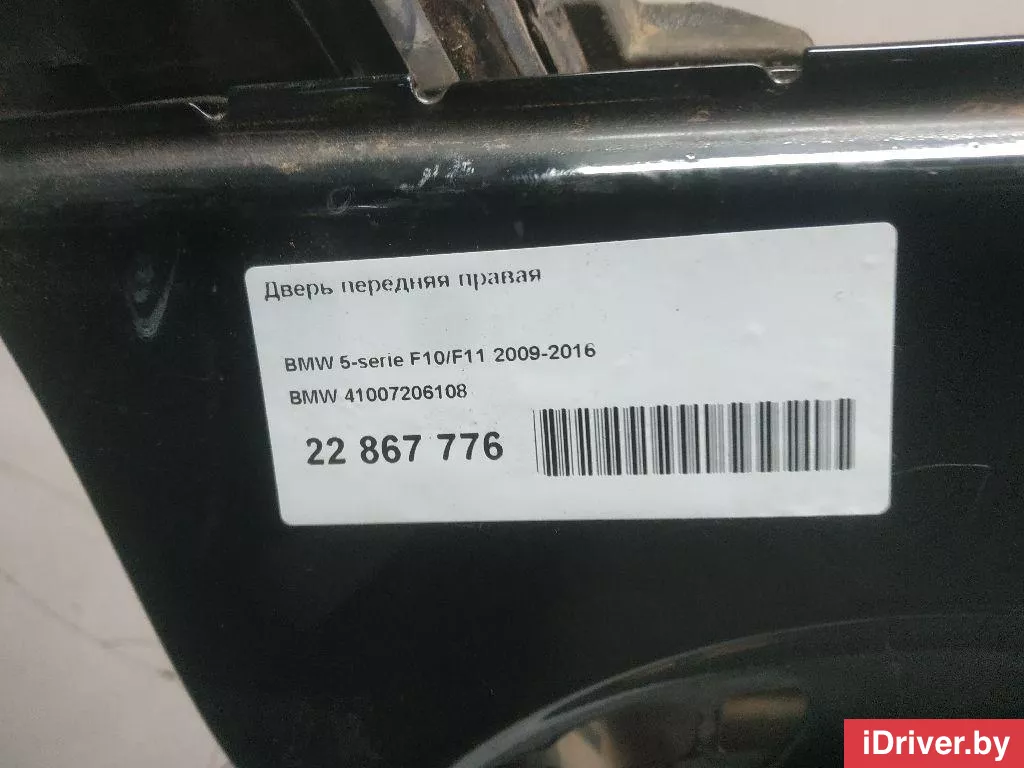 Дверь передняя правая
BMW 5-serie F10/F11 2009-2016
BMW 41007206108
22 867 776
iDriver.by